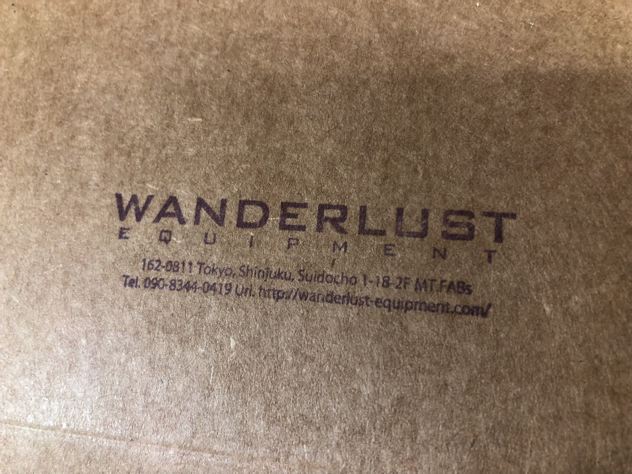 WANDERLUST
EQUIPMENT
162-0811 Tokyo, Shinjuku, Suidocho 1-18-2F MT.FABs
Tel. 090-8344-0419 Url. http://wanderlust-equipment.com/